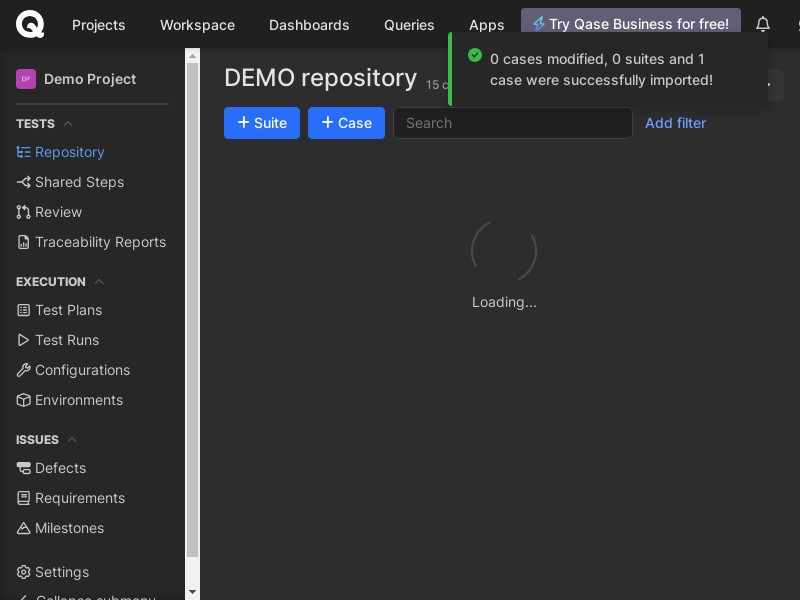 Projects
Workspace
Dashboards
Queries
Apps
Try Qase Business for free!
DP
Demo Project
TESTS
Repository
Shared Steps
Review
Traceability Reports
EXECUTION
Test Plans
Test Runs
Configurations
Environments
ISSUES
Defects
Requirements
Milestones
Settings
Collapse submenu
DEMO repository
15 c
0 cases modified, 0 suites and 1
case were successfully imported!
+ Suite
+ Case
Search
Add filter
Loading...